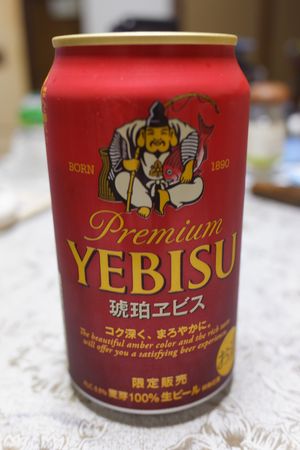 BORN 1890
Premium
YEBISU
琥珀ヱビス
コク深く、まろやかに。
The beautiful amber color and the rich taste
will offer you a satisfying beer experience.
限定販売
麦芽100% 生ビール